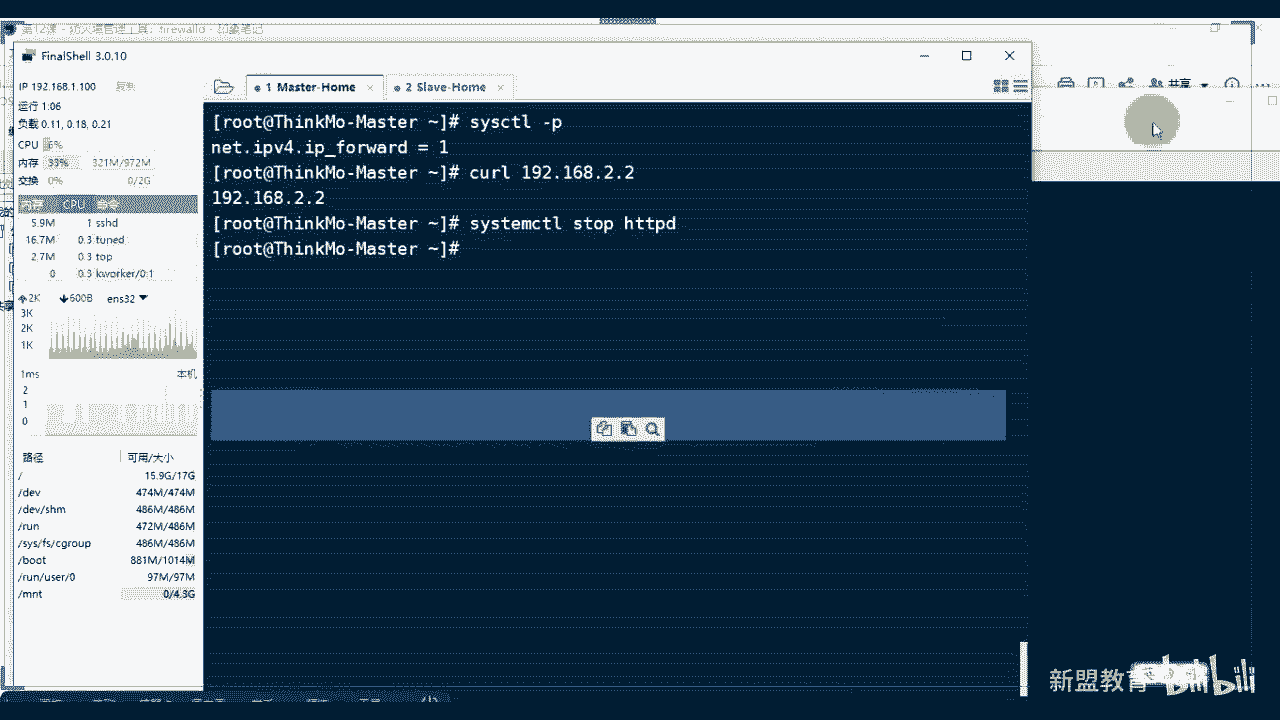 第12课 - 防火墙管理工具：firewalld - 印象笔记
FinalShell 3.0.10
IP 192.168.1.100 复制
1 Master-Home ×
2 Slave-Home ×
共享
运行 1:06
负载 0.11, 0.18, 0.21
CPU 6%
内存 33% 321M/972M
交换 0% 0/2G
CPU
5.9M 1 sshd
16.7M 0.3 tuned
2.7M 0.3 top
0 0.3 kworker/0:1
2K 600B ens32
3K
2K
1K
1ms 本机
2
1
0
路径 可用/大小
/ 15.9G/17G
/dev 474M/474M
/dev/shm 486M/486M
/run 472M/486M
/sys/fs/cgroup 486M/486M
/boot 881M/1014M
/run/user/0 97M/97M
/mnt 0/4.3G
[root@ThinkMo-Master ~]# sysctl -p
net.ipv4.ip_forward = 1
[root@ThinkMo-Master ~]# curl 192.168.2.2
192.168.2.2
[root@ThinkMo-Master ~]# systemctl stop httpd
[root@ThinkMo-Master ~]#
新盟教育
bilibili